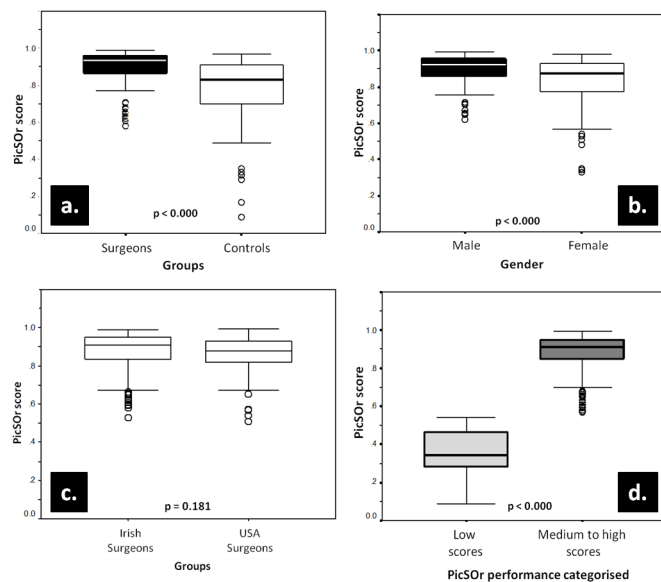 1.0
.8
.6
.4
.2
0.0
PicSOr score
a.
p < 0.000
Surgeons Controls
Groups
1.0
.8
.6
.4
.2
0.0
PicSOr score
b.
p < 0.000
Male Female
Gender
1.0
.8
.6
.4
.2
0.0
PicSOr score
c.
p = 0.181
Irish USA
Surgeons Surgeons
Groups
1.0
.8
.6
.4
.2
0.0
PicSOr score
d.
p < 0.000
Low Medium to high
scores scores
PicSOr performance categorised